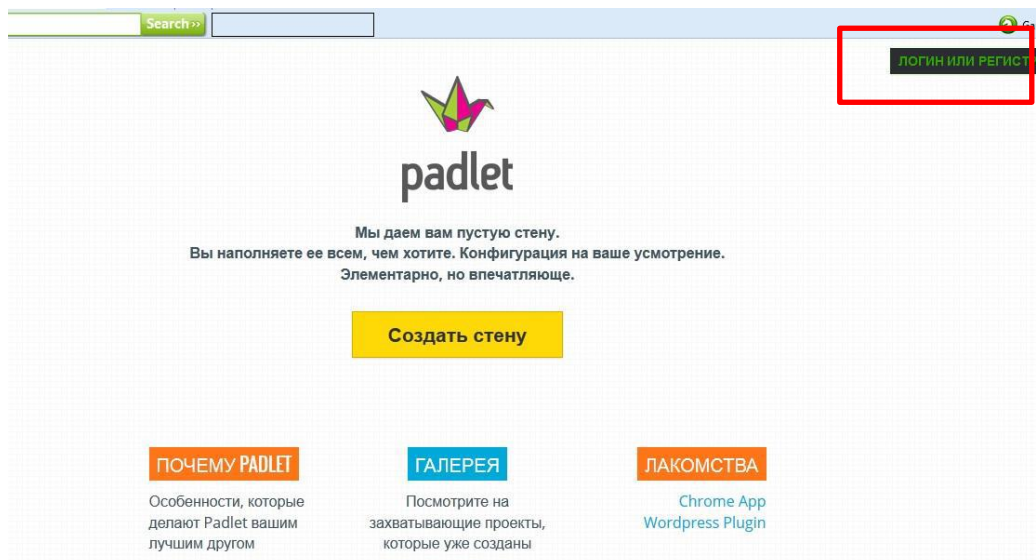 Search »
ЛОГИН ИЛИ
padlet
Мы даем вам пустую стену.
Вы наполняете ее всем, чем хотите. Конфигурация на ваше усмотрение.
Элементарно, но впечатляюще.
Создать стену
ПОЧЕМУ PADLET
Особенности, которые
делают Padlet вашим
лучшим другом
ГАЛЕРЕЯ
Посмотрите на
захватывающие проекты,
которые уже созданы
ЛАКОМСТВА
Chrome App
Wordpress Plugin